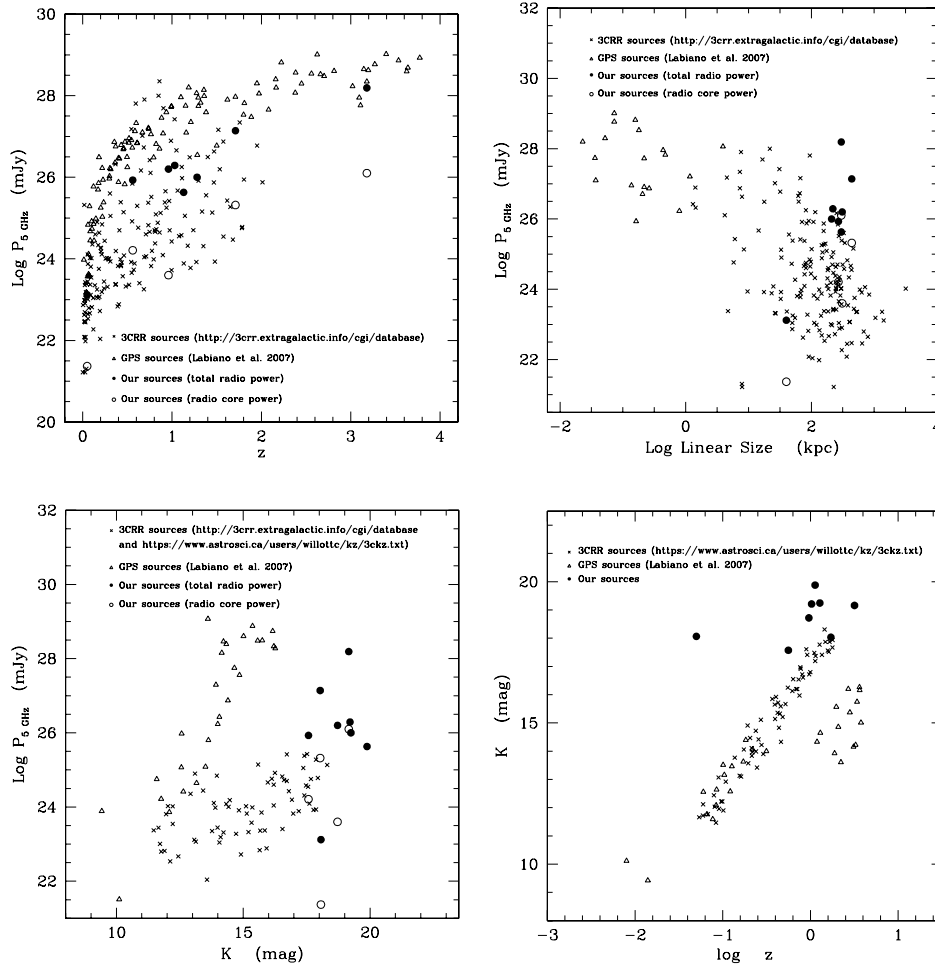 30
28
26
24
22
20
0
1
2
3
4
Log P5 GHz (mJy)
z
× 3CRR sources (http://3crr.extragalactic.info/cgi/database)
△ GPS sources (Labiano et al. 2007)
• Our sources (total radio power)
○ Our sources (radio core power)
32
30
28
26
24
22
−2
0
2
4
Log P5 GHz (mJy)
Log Linear Size (kpc)
× 3CRR sources (http://3crr.extragalactic.info/cgi/database)
△ GPS sources (Labiano et al. 2007)
• Our sources (total radio power)
○ Our sources (radio core power)
32
30
28
26
24
22
10
15
20
Log P5 GHz (mJy)
K (mag)
× 3CRR sources (http://3crr.extragalactic.info/cgi/database
and https://www.astrosci.ca/users/willottc/kz/3ckz.txt)
△ GPS sources (Labiano et al. 2007)
• Our sources (total radio power)
○ Our sources (radio core power)
20
15
10
−3
−2
−1
0
1
K (mag)
log z
× 3CRR sources (https://www.astrosci.ca/users/willottc/kz/3ckz.txt)
△ GPS sources (Labiano et al. 2007)
• Our sources